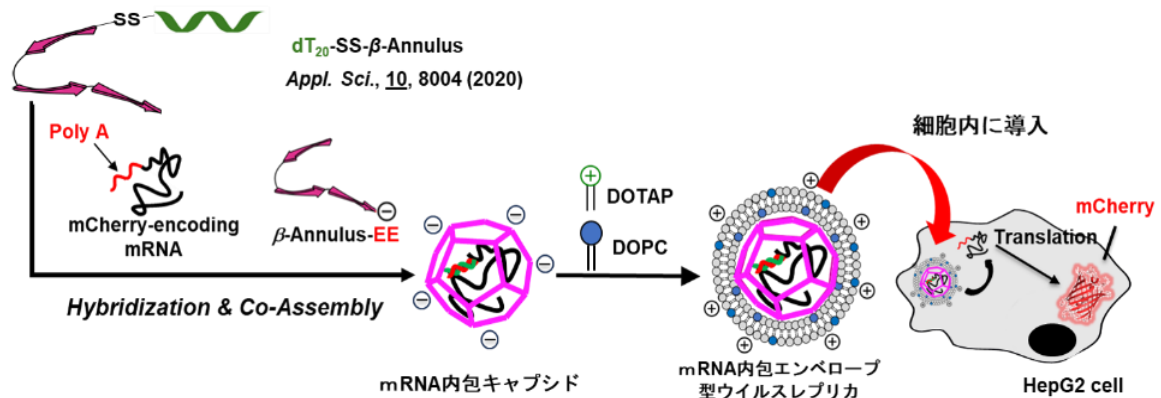 SS
dT20-SS-β-Annulus
Appl. Sci., 10, 8004 (2020)
Poly A
mCherry-encoding
mRNA
β-Annulus-EE
Hybridization & Co-Assembly
mRNA内包キャプシド
DOTAP
DOPC
mRNA内包エンベロープ
型ウイルスレプリカ
細胞内に導入
mCherry
Translation
HepG2 cell